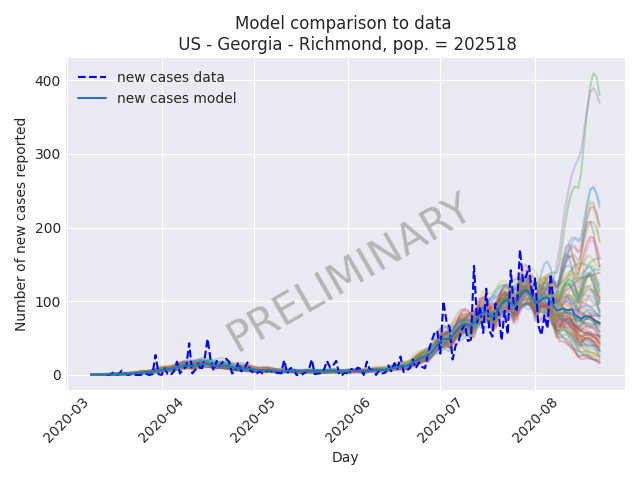 Model comparison to data
US - Georgia - Richmond, pop. = 202518
new cases data
new cases model
PRELIMINARY
Number of new cases reported
400
300
200
100
0
2020-03
2020-04
2020-05
2020-06
2020-07
2020-08
Day